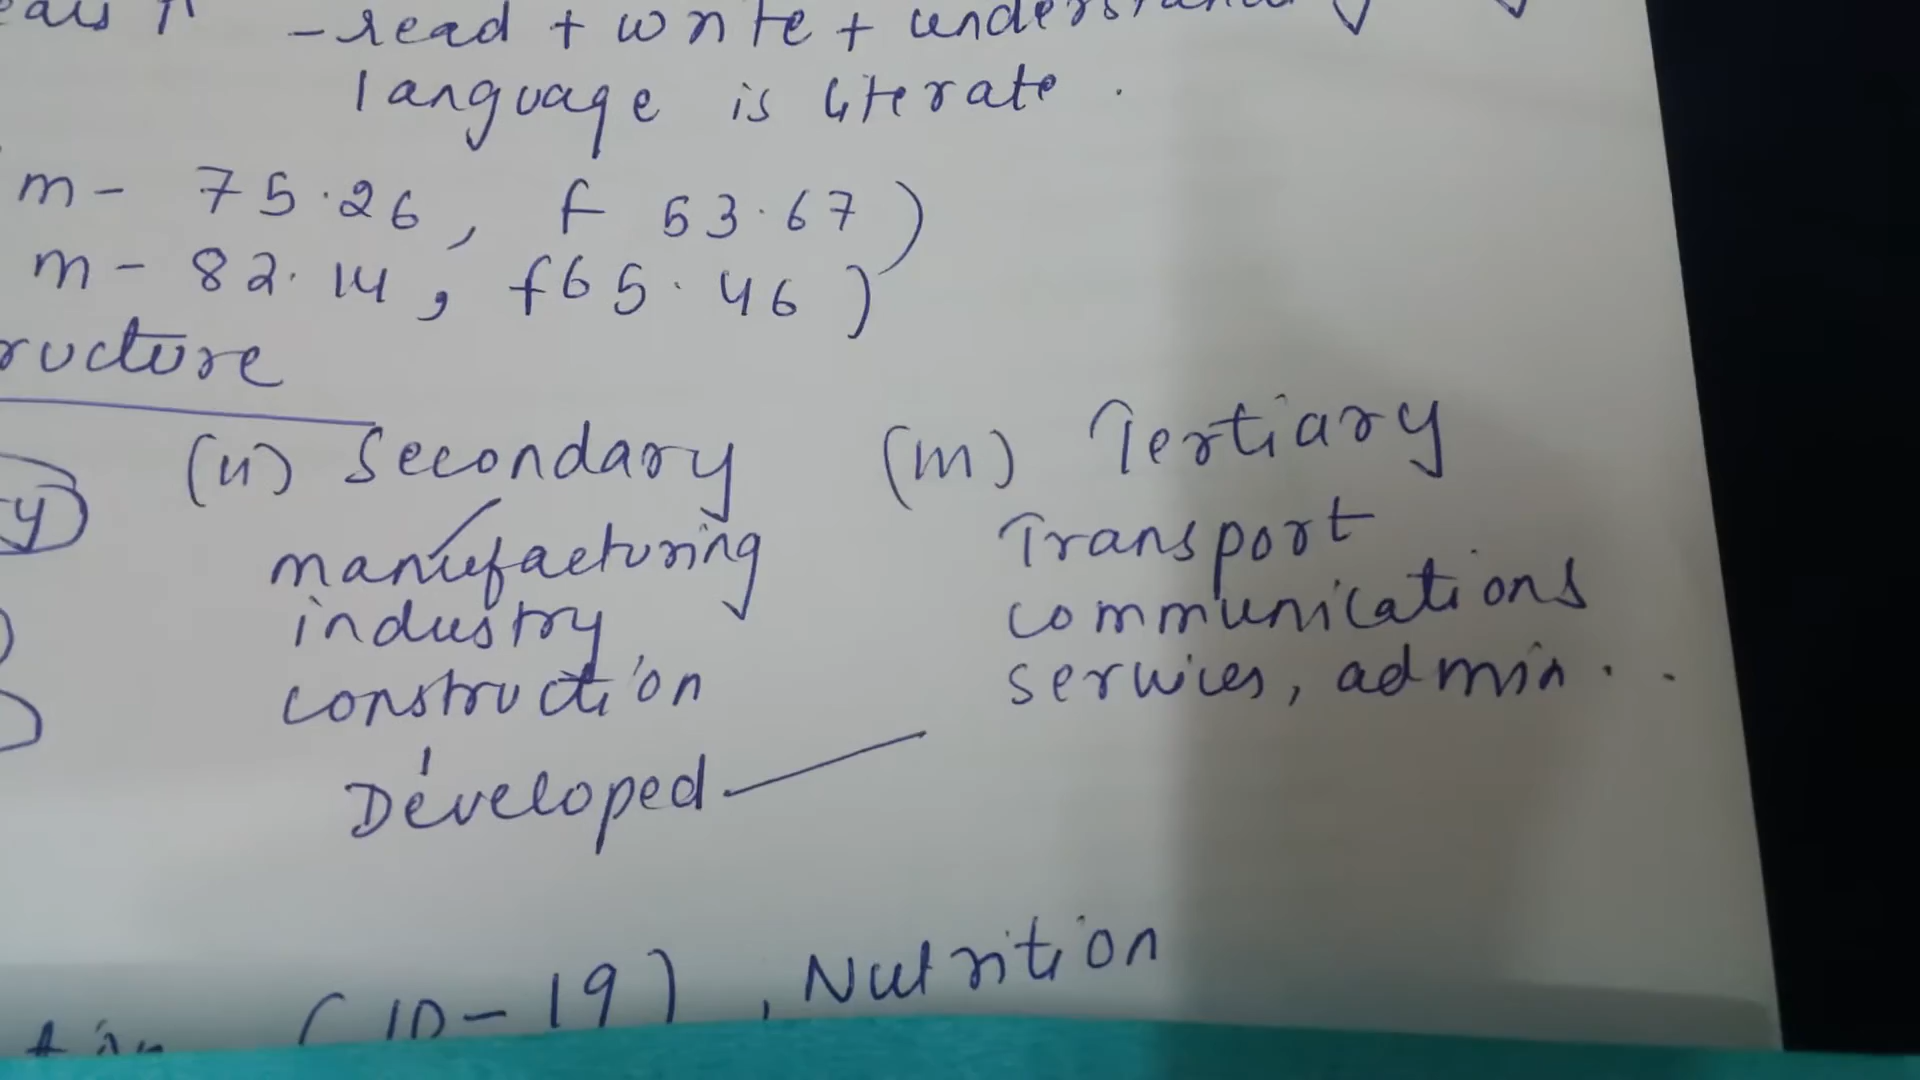 - read + write + understand
language is literate.
m- 75.26, f 53.67)
m- 82.14, f65.46)
ructure
(ii) Secondary (iii) Tertiary
manufacturing Transport
industry communications
construction services, admin..
Developed
(10-19), Nutrition